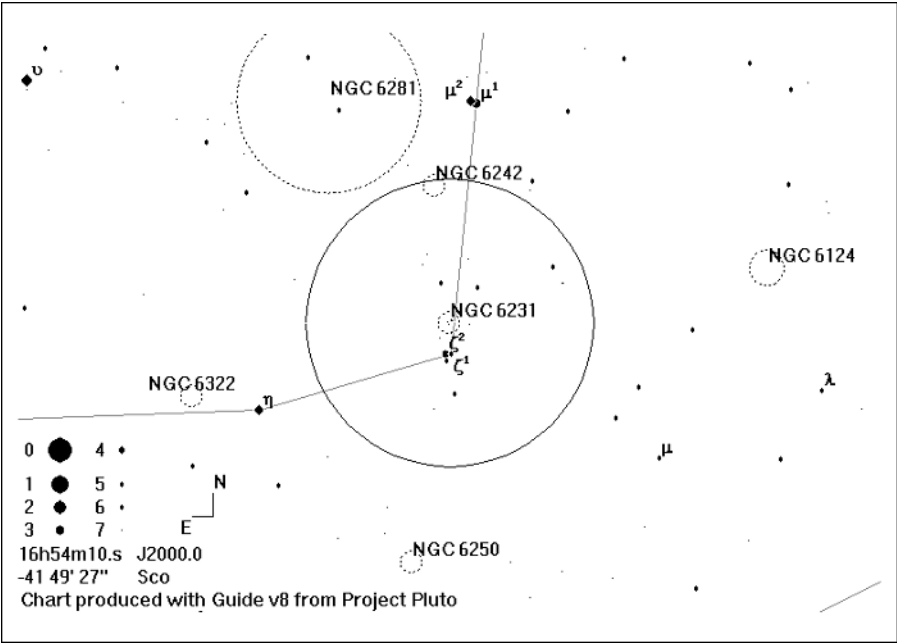 υ
NGC 6281
μ² μ¹
NGC 6242
NGC 6124
NGC 6231
ζ²
ζ¹
NGC 6322
η
λ
μ
0 4
1 5
2 6
3 7
N
E
NGC 6250
16h54m10.s J2000.0
-41 49' 27" Sco
Chart produced with Guide v8 from Project Pluto